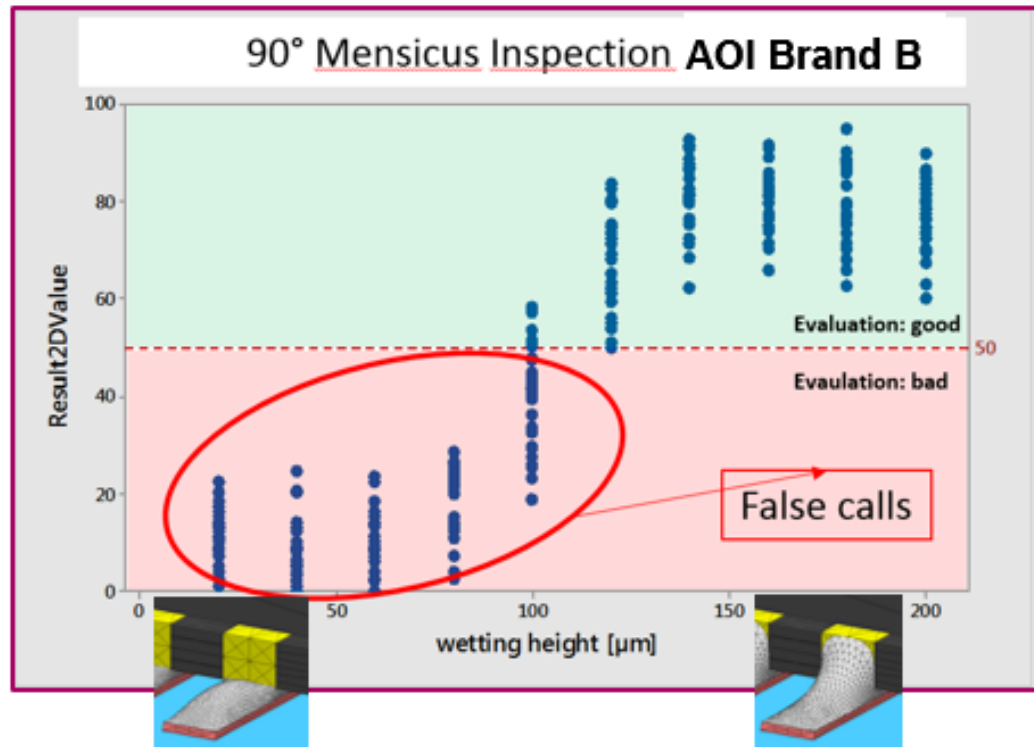 90° Mensicus Inspection AOI Brand B
100
80
60
40
20
0
Result2DValue
Evaluation: good
50
Evaulation: bad
False calls
0 50 100 150 200
wetting height [µm]